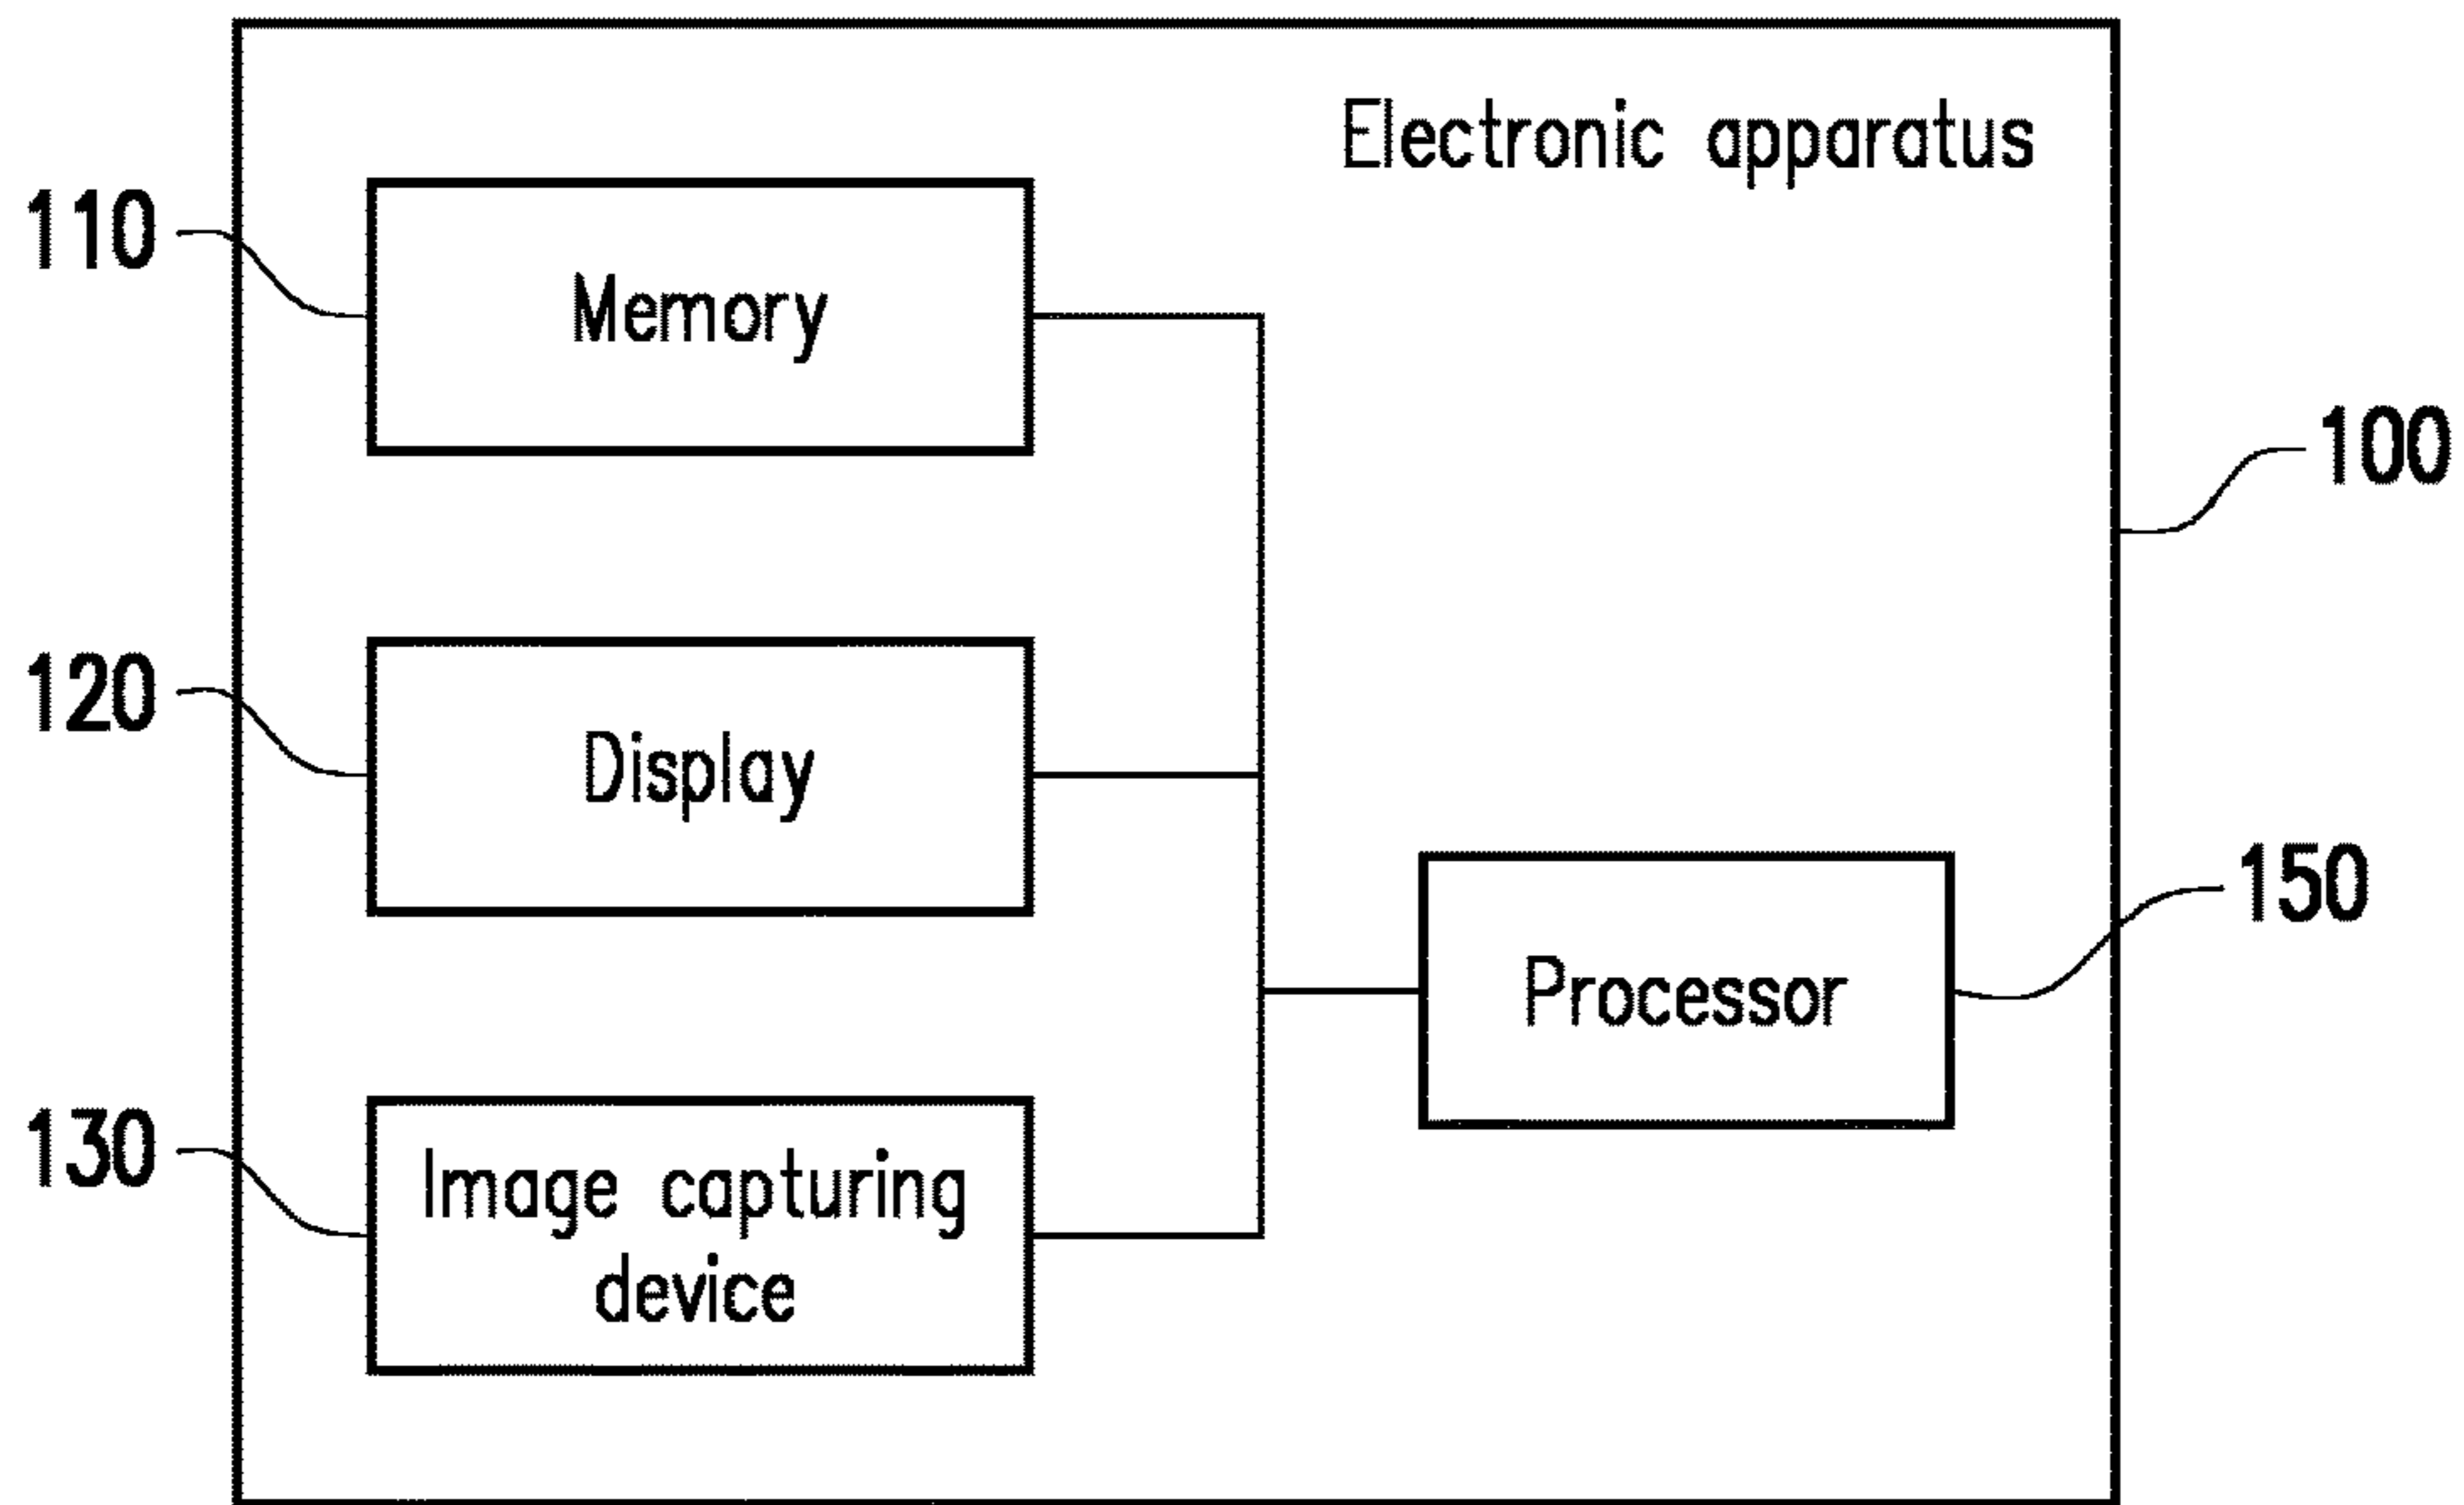 Electronic apparatus
110
Memory
100
120
Display
150
Processor
130
Image capturing
device